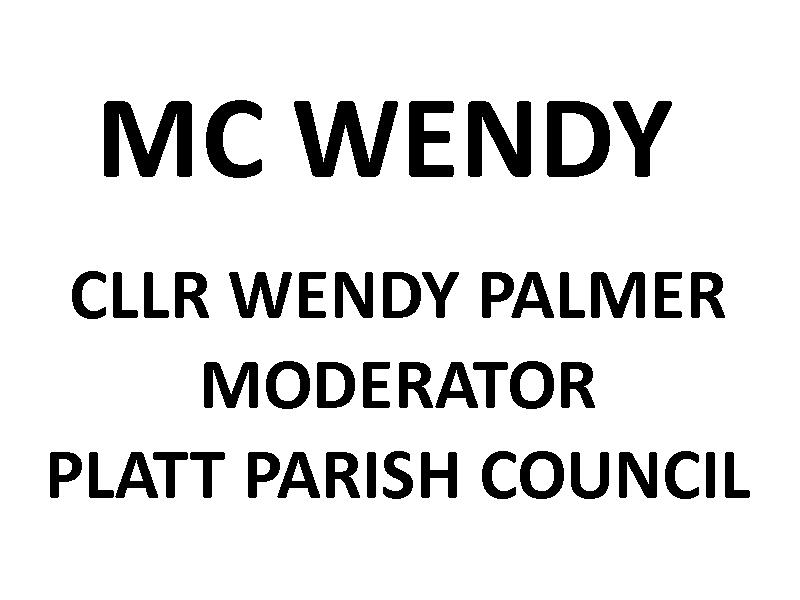 MC WENDY
CLLR WENDY PALMER
MODERATOR
PLATT PARISH COUNCIL